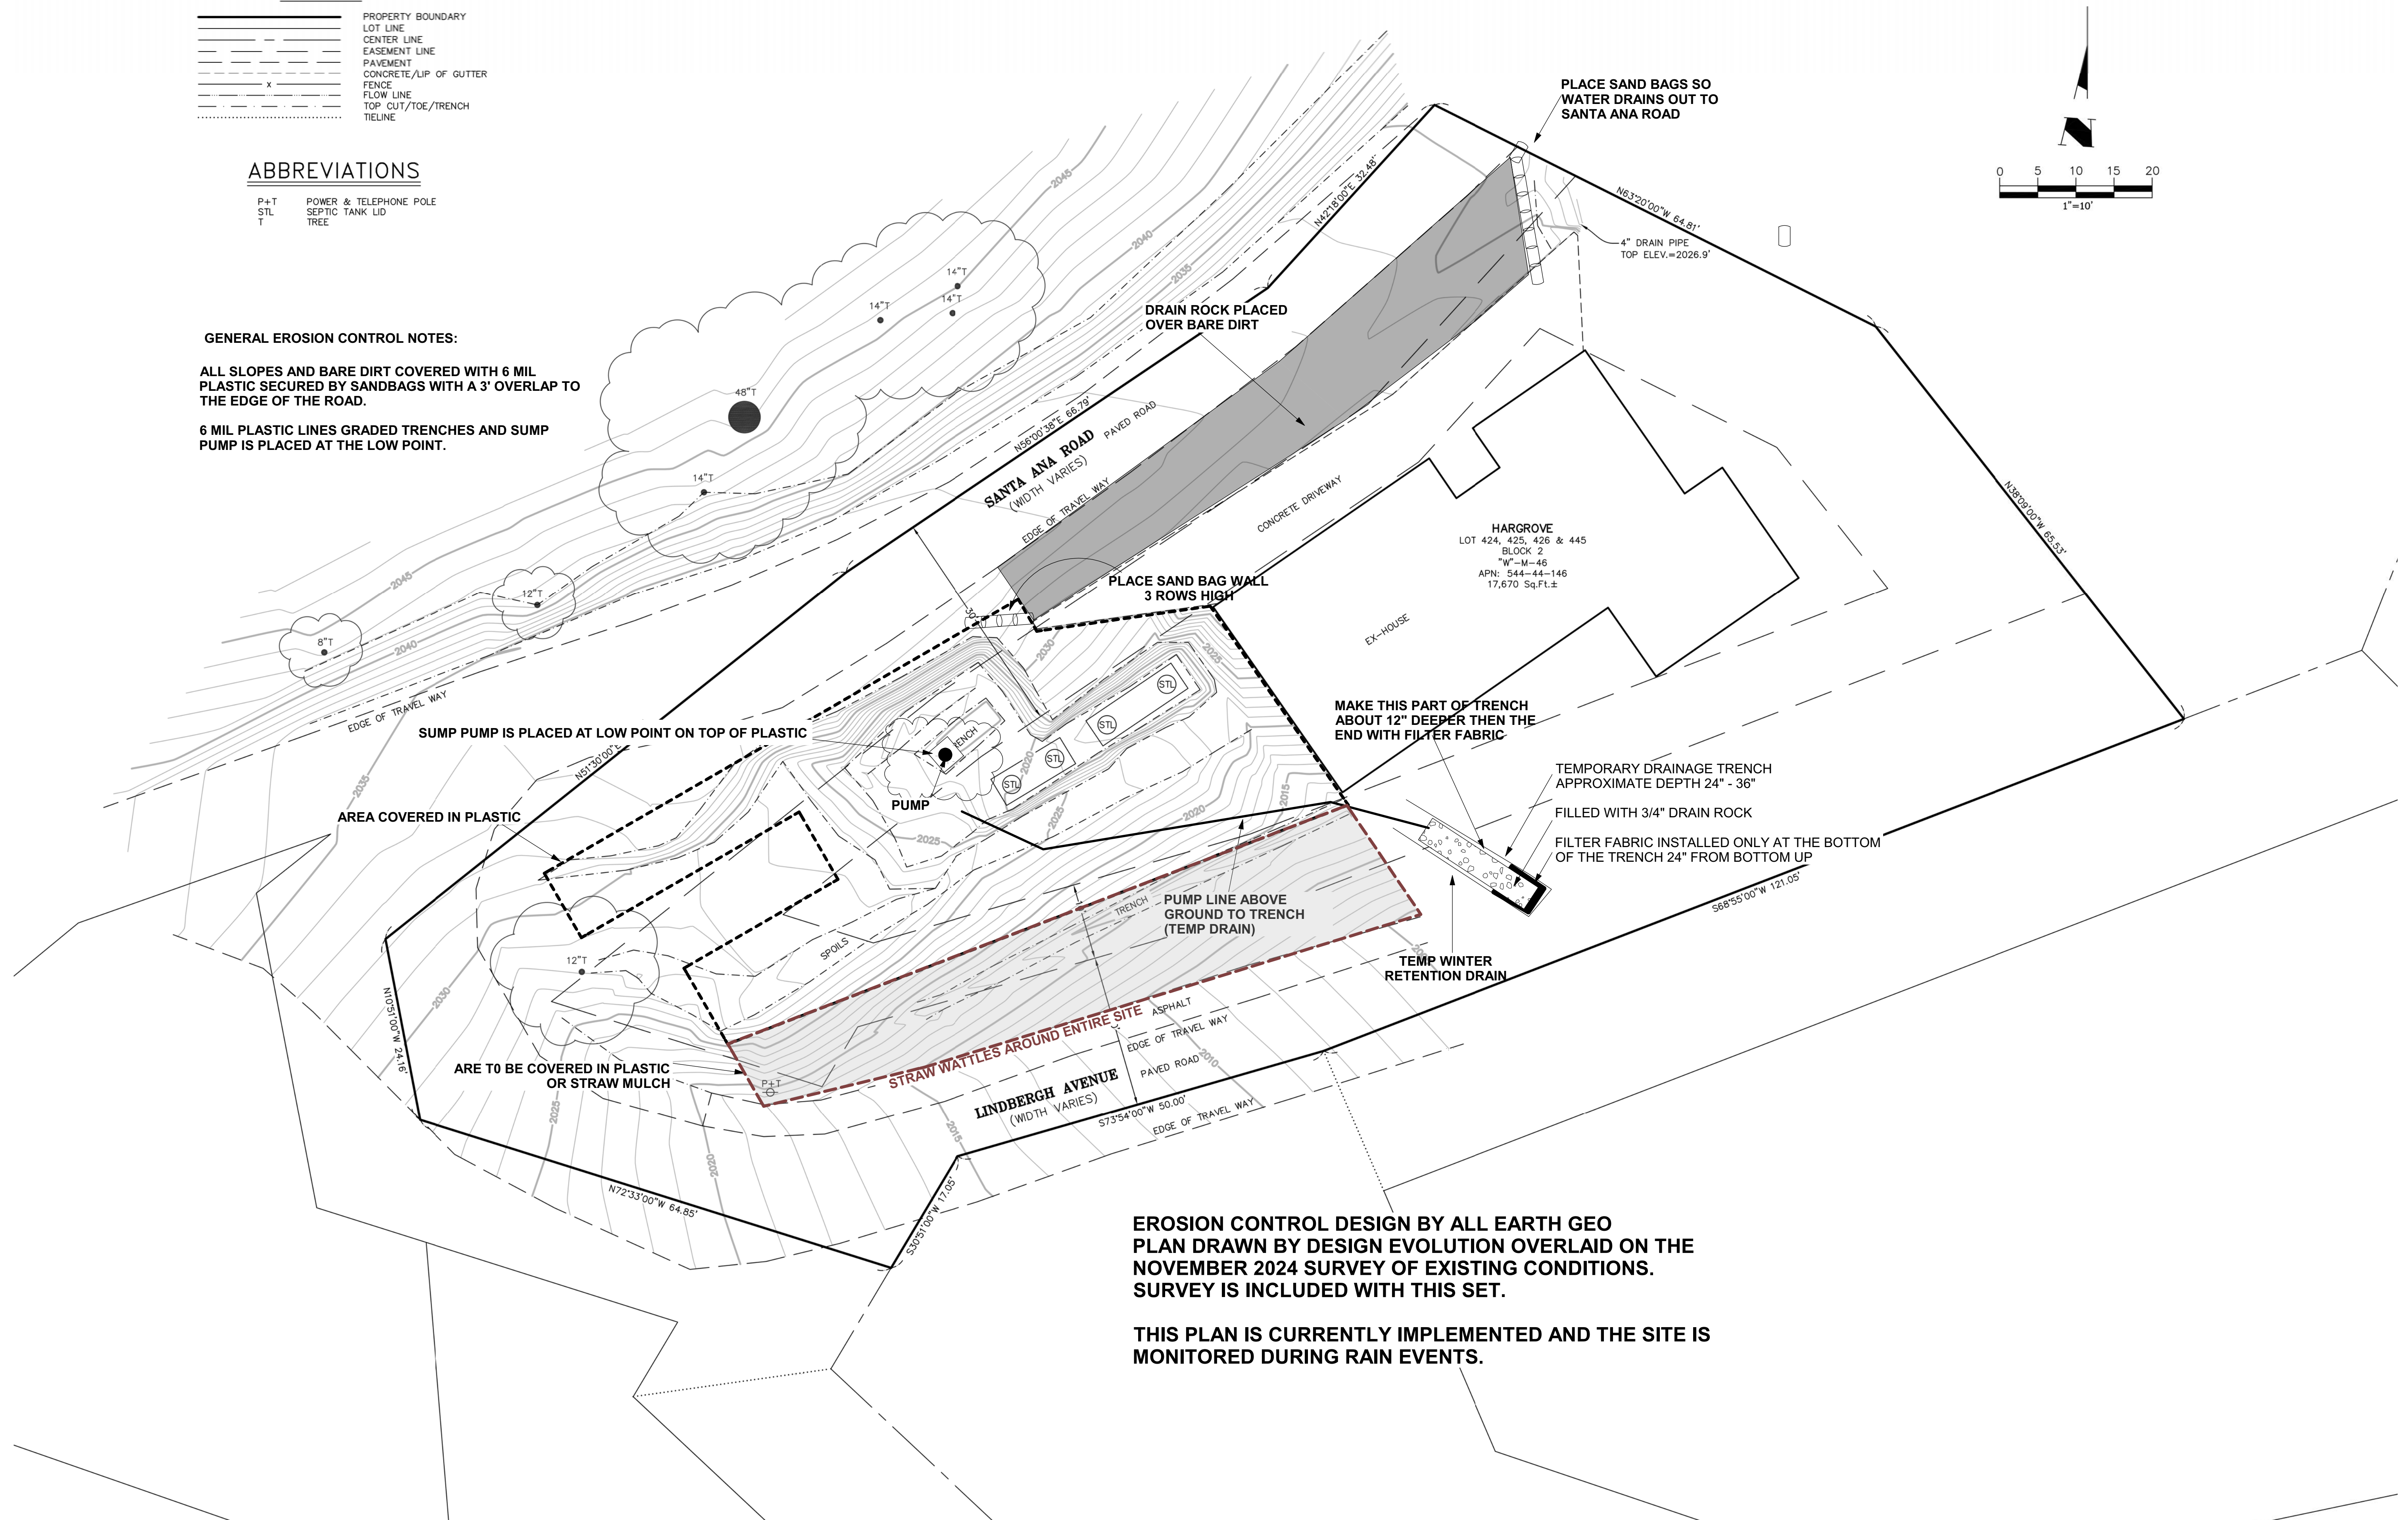 PROPERTY BOUNDARY
LOT LINE
CENTER LINE
EASEMENT LINE
PAVEMENT
CONCRETE/LIP OF GUTTER
x
FENCE
FLOW LINE
TOP CUT/TOE/TRENCH
TIELINE
ABBREVIATIONS
P+T POWER & TELEPHONE POLE
STL SEPTIC TANK LID
T TREE
GENERAL EROSION CONTROL NOTES:
ALL SLOPES AND BARE DIRT COVERED WITH 6 MIL
PLASTIC SECURED BY SANDBAGS WITH A 3' OVERLAP TO
THE EDGE OF THE ROAD.
6 MIL PLASTIC LINES GRADED TRENCHES AND SUMP
PUMP IS PLACED AT THE LOW POINT.
PLACE SAND BAGS SO
WATER DRAINS OUT TO
SANTA ANA ROAD
N
0 5 10 15 20
1"=10'
2045
2040
2035
N42°18'00"E 32.48'
N63°20'00"W 64.81'
4" DRAIN PIPE
TOP ELEV.=2026.9'
14"T
14"T
14"T
48"T
14"T
12"T
8"T
DRAIN ROCK PLACED
OVER BARE DIRT
N56°00'38"E 66.79'
SANTA ANA ROAD
(WIDTH VARIES)
PAVED ROAD
EDGE OF TRAVEL WAY
CONCRETE DRIVEWAY
HARGROVE
LOT 424, 425, 426 & 445
BLOCK 2
"W"-M-46
APN: 544-44-146
17,670 Sq.Ft.±
N38°09'00"W 65.53'
EX-HOUSE
PLACE SAND BAG WALL
3 ROWS HIGH
30'
2045
2040
EDGE OF TRAVEL WAY
2035
2030
2025
STL
STL
STL
STL
2020
SUMP PUMP IS PLACED AT LOW POINT ON TOP OF PLASTIC
N51°30'00"E
PUMP
AREA COVERED IN PLASTIC
2025
2025
2020
2015
MAKE THIS PART OF TRENCH
ABOUT 12" DEEPER THEN THE
END WITH FILTER FABRIC
TEMPORARY DRAINAGE TRENCH
APPROXIMATE DEPTH 24" - 36"
FILLED WITH 3/4" DRAIN ROCK
FILTER FABRIC INSTALLED ONLY AT THE BOTTOM
OF THE TRENCH 24" FROM BOTTOM UP
S68°55'00"W 121.05'
TRENCH
PUMP LINE ABOVE
GROUND TO TRENCH
(TEMP DRAIN)
TEMP WINTER
RETENTION DRAIN
SPOILS
12"T
2030
N10°51'00"W 24.16'
ARE T0 BE COVERED IN PLASTIC
OR STRAW MULCH
P+T
STRAW WATTLES AROUND ENTIRE SITE
ASPHALT
EDGE OF TRAVEL WAY
PAVED ROAD
2010
LINDBERGH AVENUE
(WIDTH VARIES)
S73°54'00"W 50.00'
EDGE OF TRAVEL WAY
2025
2020
2015
N72°33'00"W 64.85'
S30°51'00"W 17.05'
EROSION CONTROL DESIGN BY ALL EARTH GEO
PLAN DRAWN BY DESIGN EVOLUTION OVERLAID ON THE
NOVEMBER 2024 SURVEY OF EXISTING CONDITIONS.
SURVEY IS INCLUDED WITH THIS SET.
THIS PLAN IS CURRENTLY IMPLEMENTED AND THE SITE IS
MONITORED DURING RAIN EVENTS.